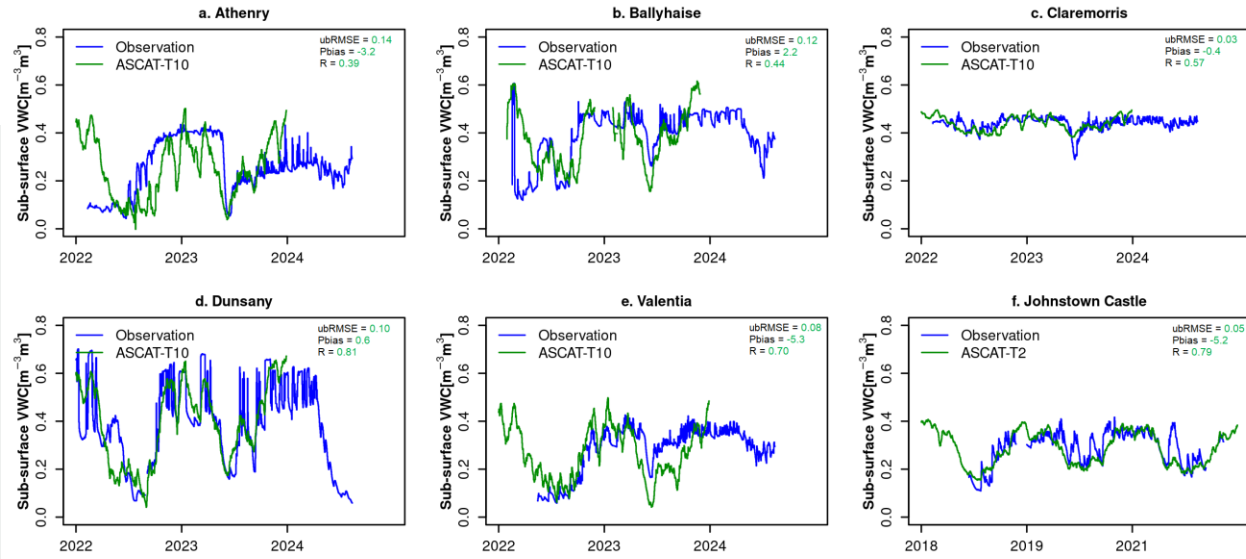 a. Athenry
Sub-surface VWC[m⁻³m³]
0.8
0.6
0.4
0.2
0.0
Observation
ASCAT-T10
ubRMSE = 0.14
Pbias = -3.2
R = 0.39
2022
2023
2024
b. Ballyhaise
Sub-surface VWC[m⁻³m³]
0.8
0.6
0.4
0.2
0.0
Observation
ASCAT-T10
ubRMSE = 0.12
Pbias = 2.2
R = 0.44
2022
2023
2024
c. Claremorris
Sub-surface VWC[m⁻³m³]
0.8
0.6
0.4
0.2
0.0
Observation
ASCAT-T10
ubRMSE = 0.03
Pbias = -0.4
R = 0.57
2022
2023
2024
d. Dunsany
Sub-surface VWC[m⁻³m³]
0.8
0.6
0.4
0.2
0.0
Observation
ASCAT-T10
ubRMSE = 0.10
Pbias = 0.6
R = 0.81
2022
2023
2024
e. Valentia
Sub-surface VWC[m⁻³m³]
0.8
0.6
0.4
0.2
0.0
Observation
ASCAT-T10
ubRMSE = 0.08
Pbias = -5.3
R = 0.70
2022
2023
2024
f. Johnstown Castle
Sub-surface VWC[m⁻³m³]
0.8
0.6
0.4
0.2
0.0
Observation
ASCAT-T2
ubRMSE = 0.05
Pbias = -5.2
R = 0.79
2018
2019
2021